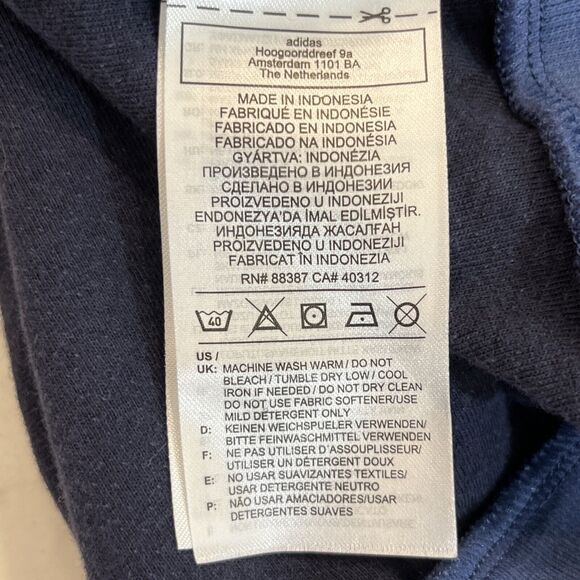 adidas
Hoogoorddreef 9a
Amsterdam 1101 BA
The Netherlands
MADE IN INDONESIA
FABRIQUÉ EN INDONÉSIE
FABRICADO EN INDONESIA
FABRICADO NA INDONÉSIA
GYÁRTVA: INDONÉZIA
ПРОИЗВЕДЕНО В ИНДОНЕЗИЯ
СДЕЛАНО В ИНДОНЕЗИИ
PROIZVEDENO U INDONEZIJI
ENDONEZYA'DA İMAL EDİLMİŞTİR.
ИНДОНЕЗИЯДА ЖАСАЛҒАН
PROIZVEDENO U INDONEZIJI
FABRICAT ÎN INDONEZIA
RN# 88387 CA# 40312
40
US /
UK: MACHINE WASH WARM / DO NOT
BLEACH / TUMBLE DRY LOW / COOL
IRON IF NEEDED / DO NOT DRY CLEAN
DO NOT USE FABRIC SOFTENER/USE
MILD DETERGENT ONLY
D: KEINEN WEICHSPUELER VERWENDEN/
BITTE FEINWASCHMITTEL VERWENDEN
F: NE PAS UTILISER D'ASSOUPLISSEUR/
UTILISER UN DÉTERGENT DOUX
E: NO USAR SUAVIZANTES TEXTILES/
USAR DETERGENTE NEUTRO
P: NÃO USAR AMACIADORES/USAR
DETERGENTES SUAVES